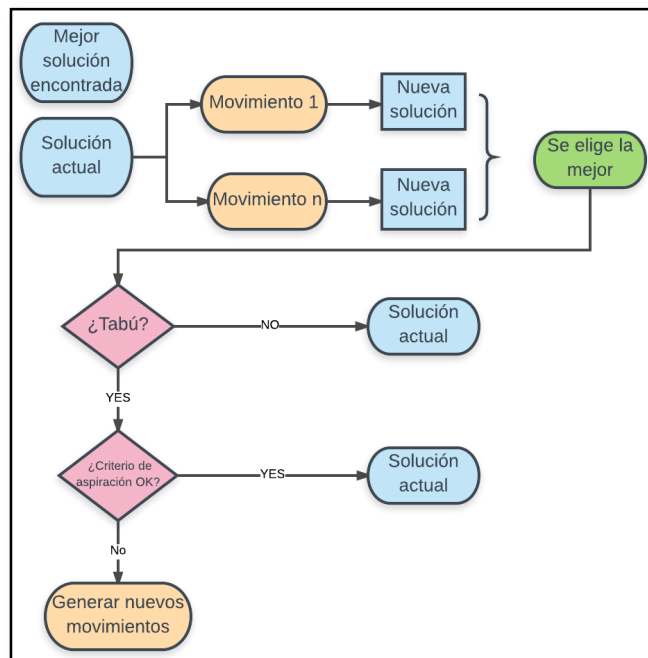 Mejor
solución
encontrada
Solución
actual
Movimiento 1
Nueva
solución
Movimiento n
Nueva
solución
Se elige la
mejor
¿Tabú?
NO
Solución
actual
YES
¿Criterio de
aspiración OK?
YES
Solución
actual
No
Generar nuevos
movimientos